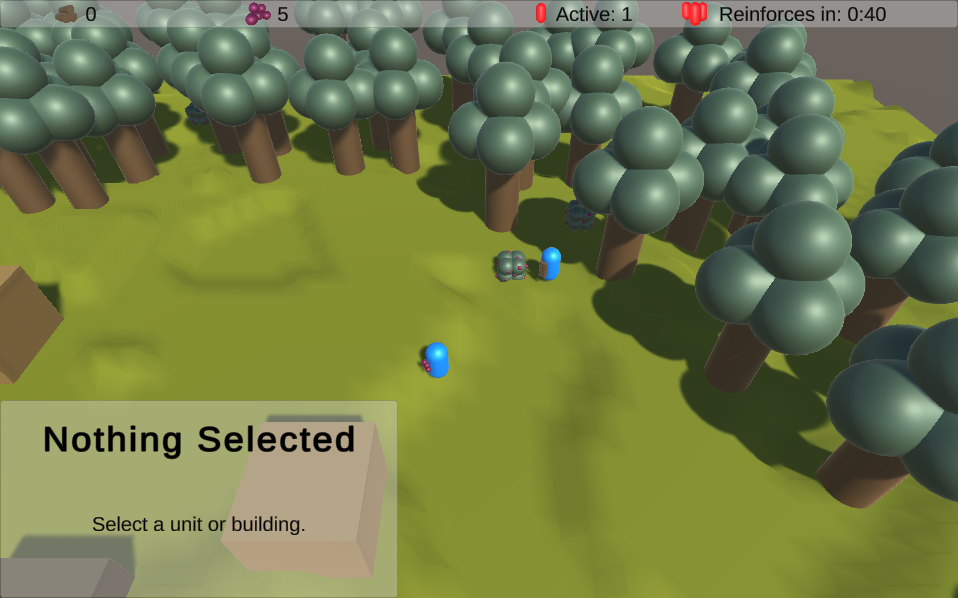 0 5 Active: 1 Reinforces in: 0:40
Nothing Selected
Select a unit or building.